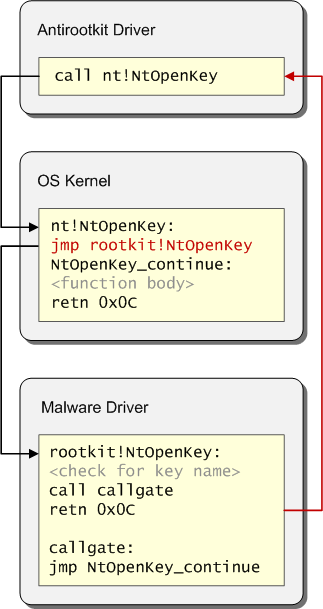 Antirootkit Driver
call nt!NtOpenKey
OS Kernel
nt!NtOpenKey:
jmp rootkit!NtOpenKey
NtOpenKey_continue:
<function body>
retn 0x0C
Malware Driver
rootkit!NtOpenKey:
<check for key name>
call callgate
retn 0x0C
callgate:
jmp NtOpenKey_continue